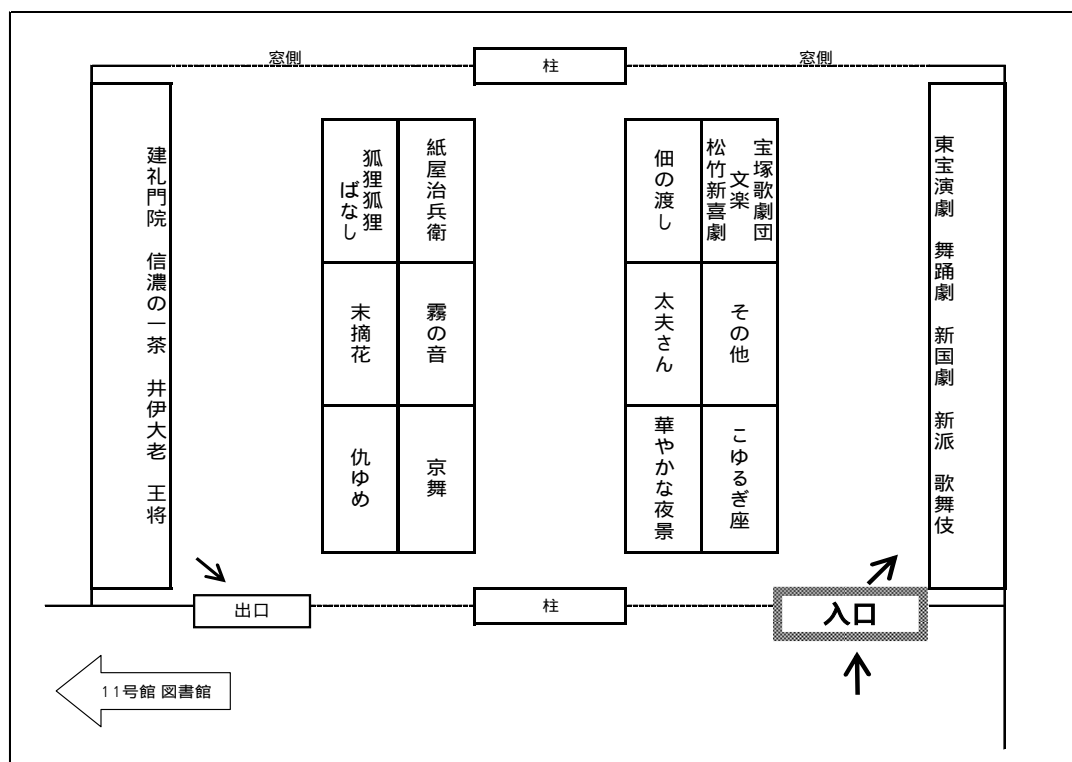 窓側
柱
窓側
建礼門院 信濃の一茶 井伊大老 王将
狐狸狐狸
ばなし
紙屋治兵衛
佃の渡し
宝塚歌劇団
文楽
松竹新喜劇
東宝演劇 舞踊劇 新国劇 新派 歌舞伎
末摘花
霧の音
太夫さん
その他
仇ゆめ
京舞
華やかな夜景
こゆるぎ座
出口
柱
入口
11号館 図書館